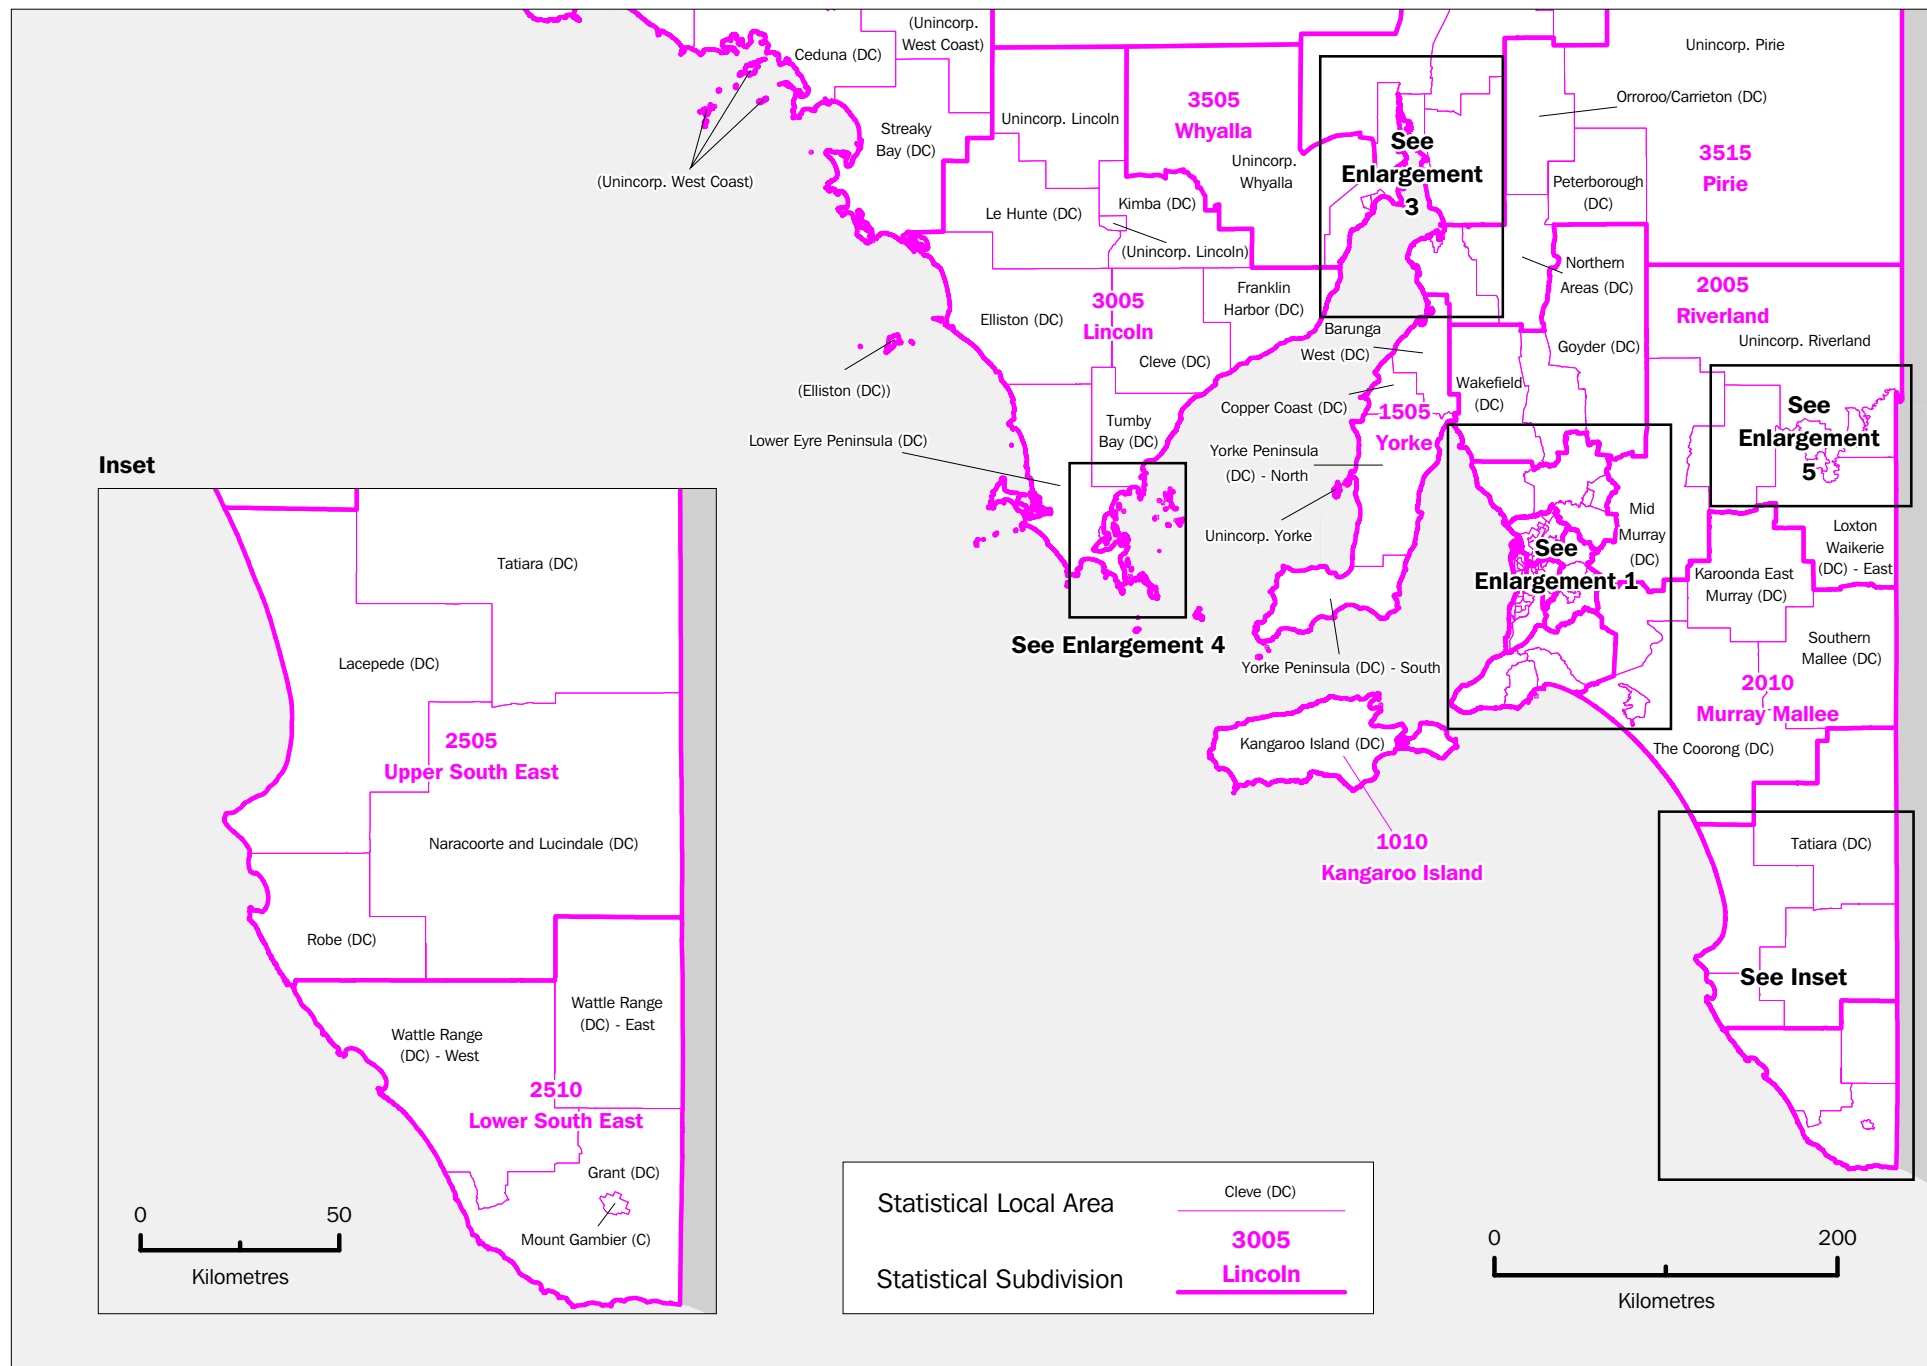 (Unincorp.
West Coast)
Ceduna (DC)
Unincorp. Pirie
3505
Whyalla
Orroroo/Carrieton (DC)
Unincorp. Lincoln
Streaky
Bay (DC)
See
Enlargement
3
3515
Pirie
Unincorp.
Whyalla
(Unincorp. West Coast)
Peterborough
(DC)
Le Hunte (DC)
Kimba (DC)
(Unincorp. Lincoln)
Northern
Areas (DC)
2005
Riverland
Franklin
Harbor (DC)
3005
Lincoln
Elliston (DC)
Barunga
West (DC)
Unincorp. Riverland
Goyder (DC)
Cleve (DC)
(Elliston (DC))
Wakefield
(DC)
Copper Coast (DC)
1505
Yorke
See
Enlargement
5
Tumby
Bay (DC)
Lower Eyre Peninsula (DC)
Yorke Peninsula
(DC) - North
Inset
Unincorp. Yorke
Mid
Murray
(DC)
Loxton
Waikerie
(DC) - East
See
Enlargement 1
Karoonda East
Murray (DC)
Tatiara (DC)
See Enlargement 4
Southern
Mallee (DC)
Yorke Peninsula (DC) - South
Lacepede (DC)
2010
Murray Mallee
Kangaroo Island (DC)
The Coorong (DC)
2505
Upper South East
1010
Kangaroo Island
Naracoorte and Lucindale (DC)
Tatiara (DC)
Robe (DC)
See Inset
Wattle Range
(DC) - East
Wattle Range
(DC) - West
2510
Lower South East
Grant (DC)
Mount Gambier (C)
0 50
Kilometres
Statistical Local Area
Cleve (DC)
Statistical Subdivision
3005
Lincoln
0 200
Kilometres